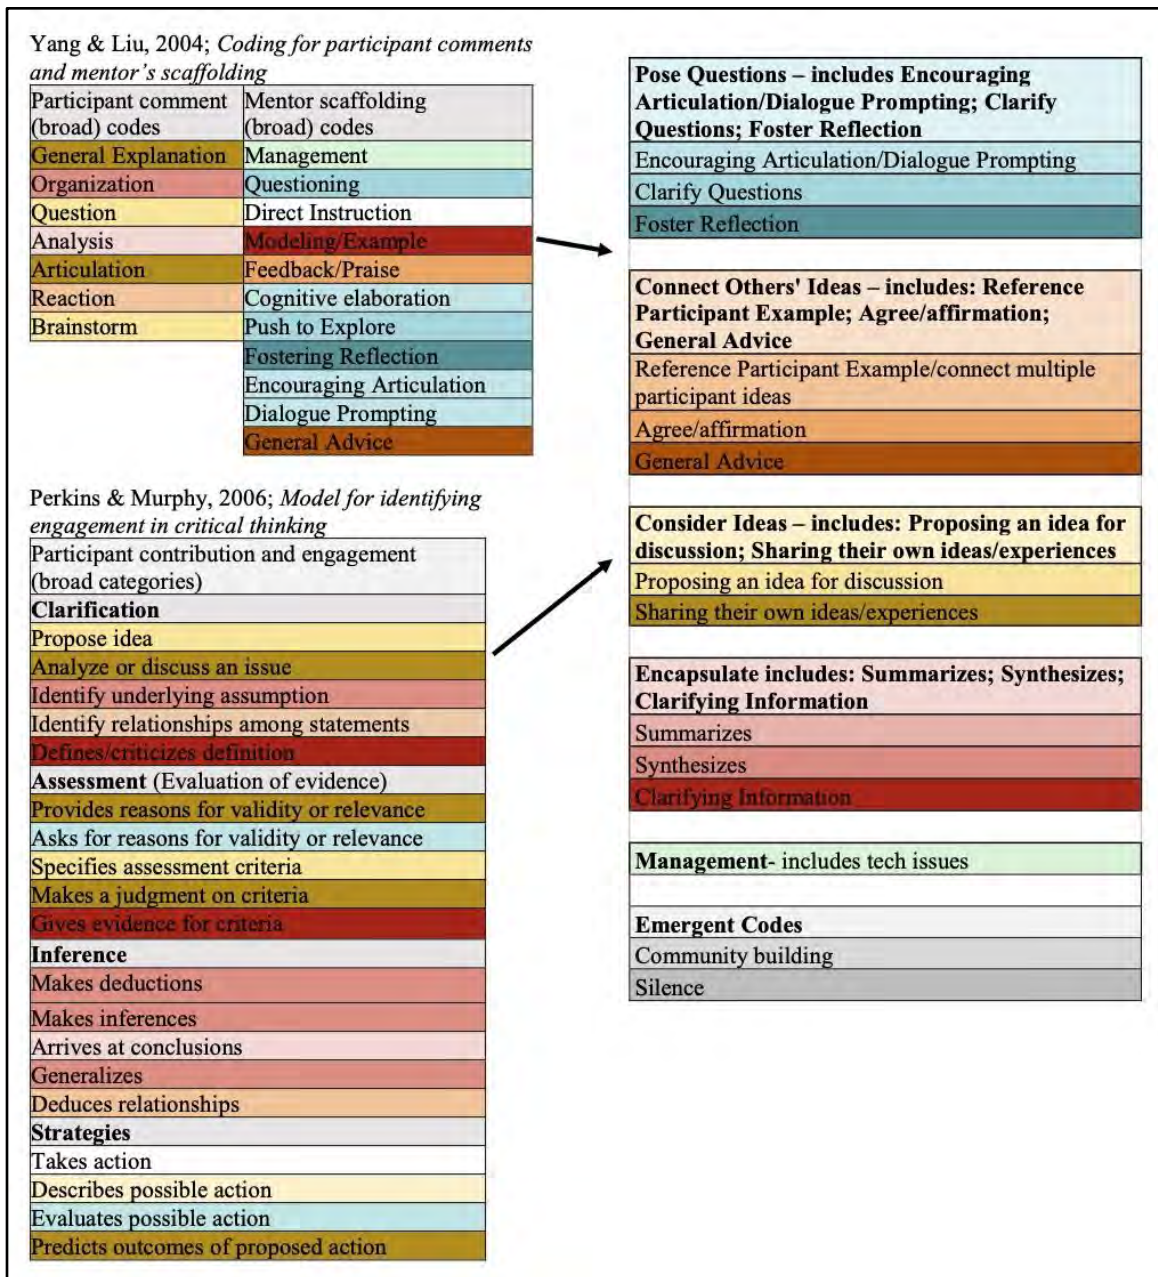 Yang & Liu, 2004; Coding for participant comments
and mentor’s scaffolding
Participant comment
(broad) codes
Mentor scaffolding
(broad) codes
General Explanation
Management
Organization
Questioning
Question
Direct Instruction
Analysis
Modeling/Example
Articulation
Feedback/Praise
Reaction
Cognitive elaboration
Brainstorm
Push to Explore
Fostering Reflection
Encouraging Articulation
Dialogue Prompting
General Advice
Perkins & Murphy, 2006; Model for identifying
engagement in critical thinking
Participant contribution and engagement
(broad categories)
Clarification
Propose idea
Analyze or discuss an issue
Identify underlying assumption
Identify relationships among statements
Defines/criticizes definition
Assessment (Evaluation of evidence)
Provides reasons for validity or relevance
Asks for reasons for validity or relevance
Specifies assessment criteria
Makes a judgment on criteria
Gives evidence for criteria
Inference
Makes deductions
Makes inferences
Arrives at conclusions
Generalizes
Deduces relationships
Strategies
Takes action
Describes possible action
Evaluates possible action
Predicts outcomes of proposed action
Pose Questions – includes Encouraging
Articulation/Dialogue Prompting; Clarify
Questions; Foster Reflection
Encouraging Articulation/Dialogue Prompting
Clarify Questions
Foster Reflection
Connect Others' Ideas – includes: Reference
Participant Example; Agree/affirmation;
General Advice
Reference Participant Example/connect multiple
participant ideas
Agree/affirmation
General Advice
Consider Ideas – includes: Proposing an idea for
discussion; Sharing their own ideas/experiences
Proposing an idea for discussion
Sharing their own ideas/experiences
Encapsulate includes: Summarizes; Synthesizes;
Clarifying Information
Summarizes
Synthesizes
Clarifying Information
Management- includes tech issues
Emergent Codes
Community building
Silence